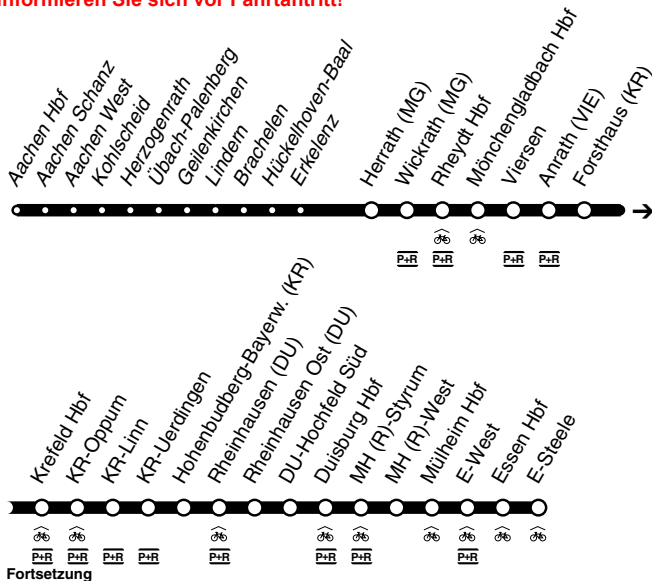 Informieren Sie sich vor Fahrtantritt!
Aachen Hbf
Aachen Schanz
Aachen West
Kohlscheid
Herzogenrath
Übach-Palenberg
Geilenkirchen
Lindern
Brachelen
Hückelhoven-Baal
Erkelenz
Herrath (MG)
Wickrath (MG)
Rheydt Hbf
Mönchengladbach Hbf
Viersen
Anrath (VIE)
Forsthaus (KR)
P+R P+R P+R P+R
Krefeld Hbf
KR-Oppum
KR-Linn
KR-Uerdingen
Hohenbudberg-Bayerw. (KR)
Rheinhausen (DU)
Rheinhausen Ost (DU)
DU-Hochfeld Süd
Duisburg Hbf
MH (R)-Styrum
MH (R)-West
Mülheim Hbf
E-West
Essen Hbf
E-Steele
P+R P+R P+R P+R P+R P+R P+R P+R
Fortsetzung